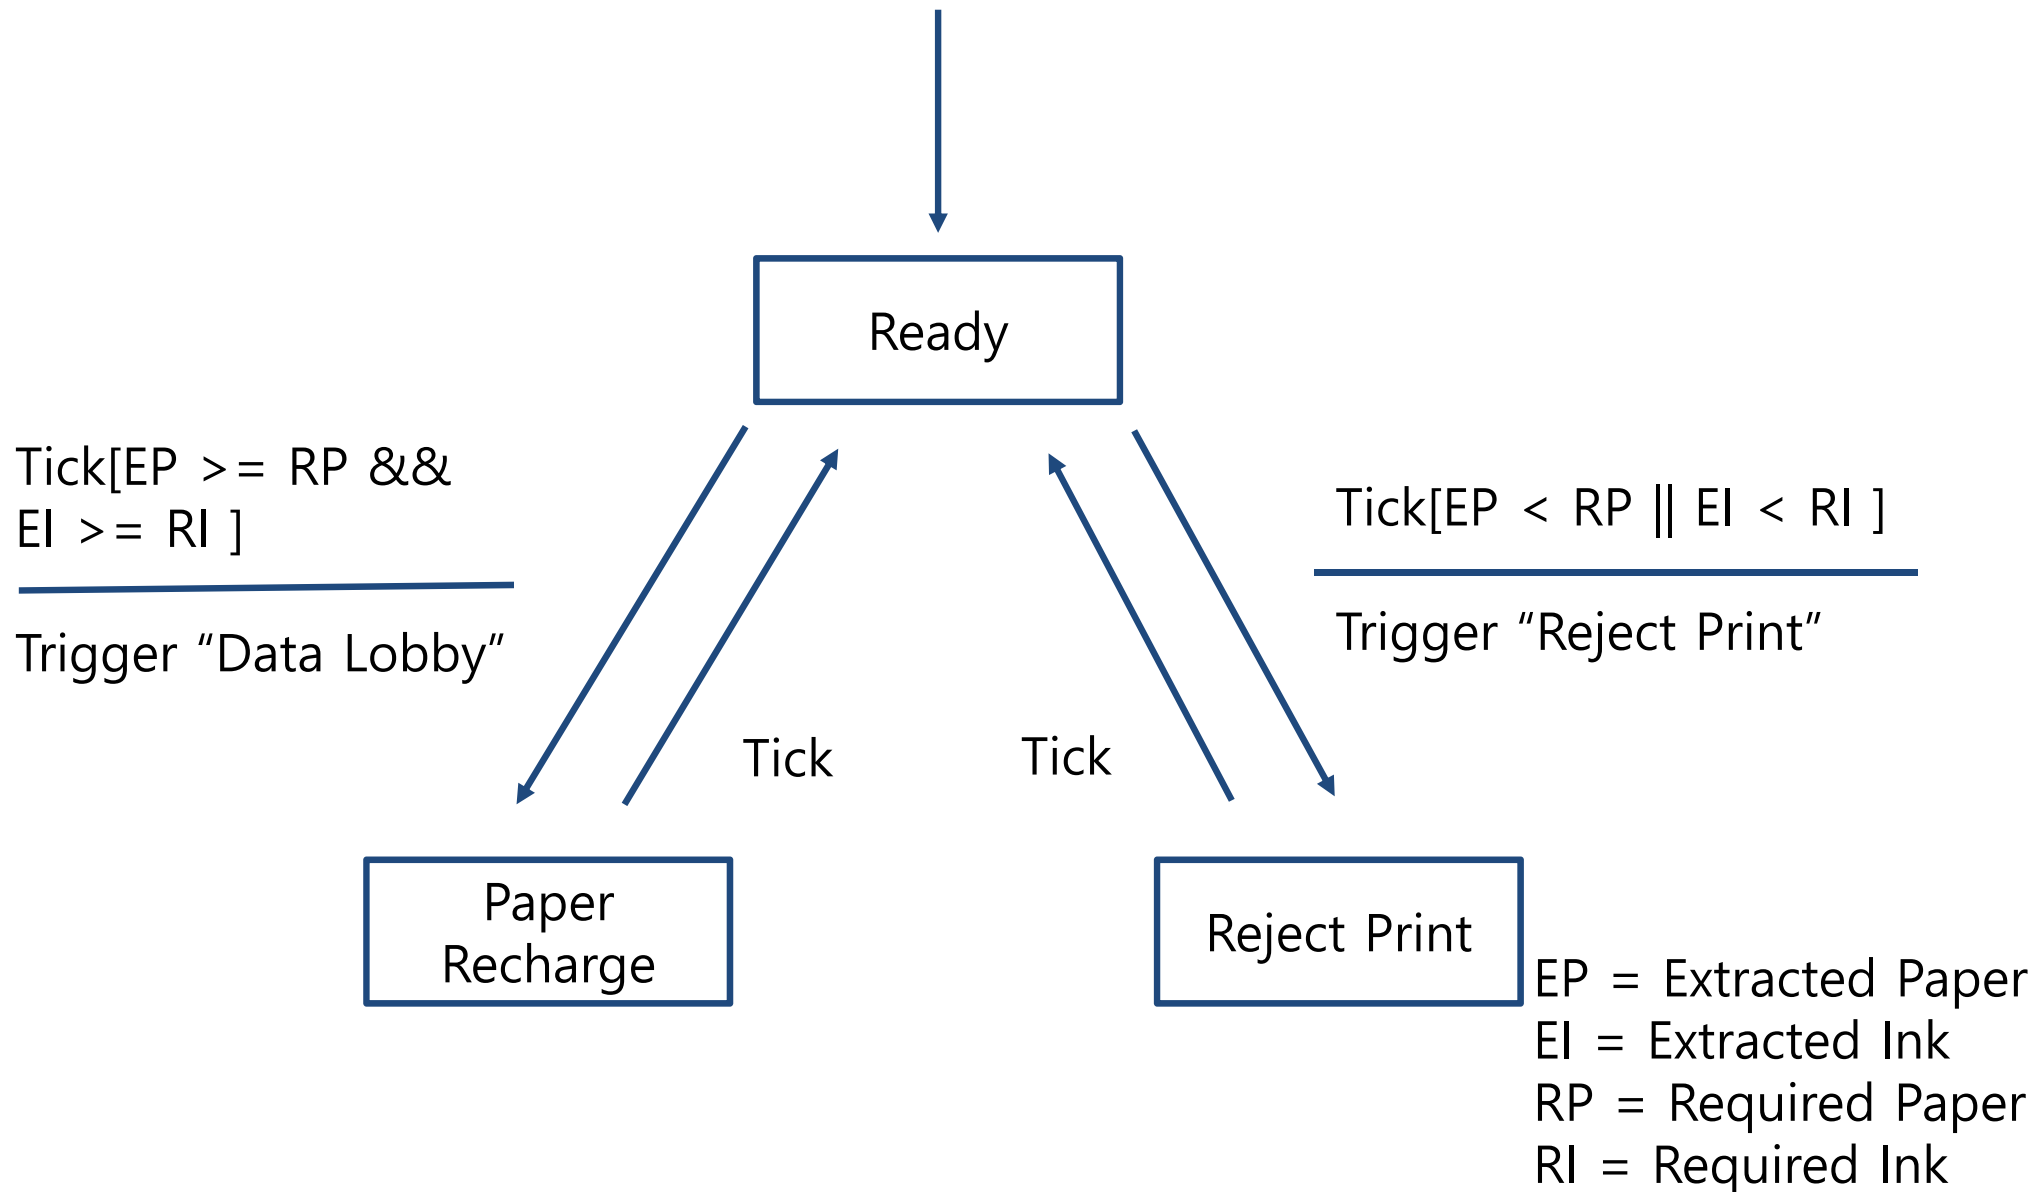 Ready
Tick[EP >= RP &&
EI >= RI ]
Trigger “Data Lobby”
Tick[EP < RP || EI < RI ]
Trigger “Reject Print”
Tick
Tick
Paper
Recharge
Reject Print
EP = Extracted Paper
EI = Extracted Ink
RP = Required Paper
RI = Required Ink